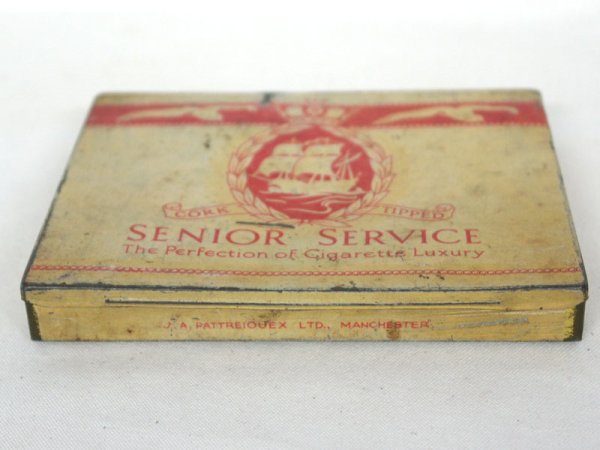 CORK TIPPED
SENIOR SERVICE
The Perfection of Cigarette Luxury
J. A. PATTREIOUEX LTD., MANCHESTER